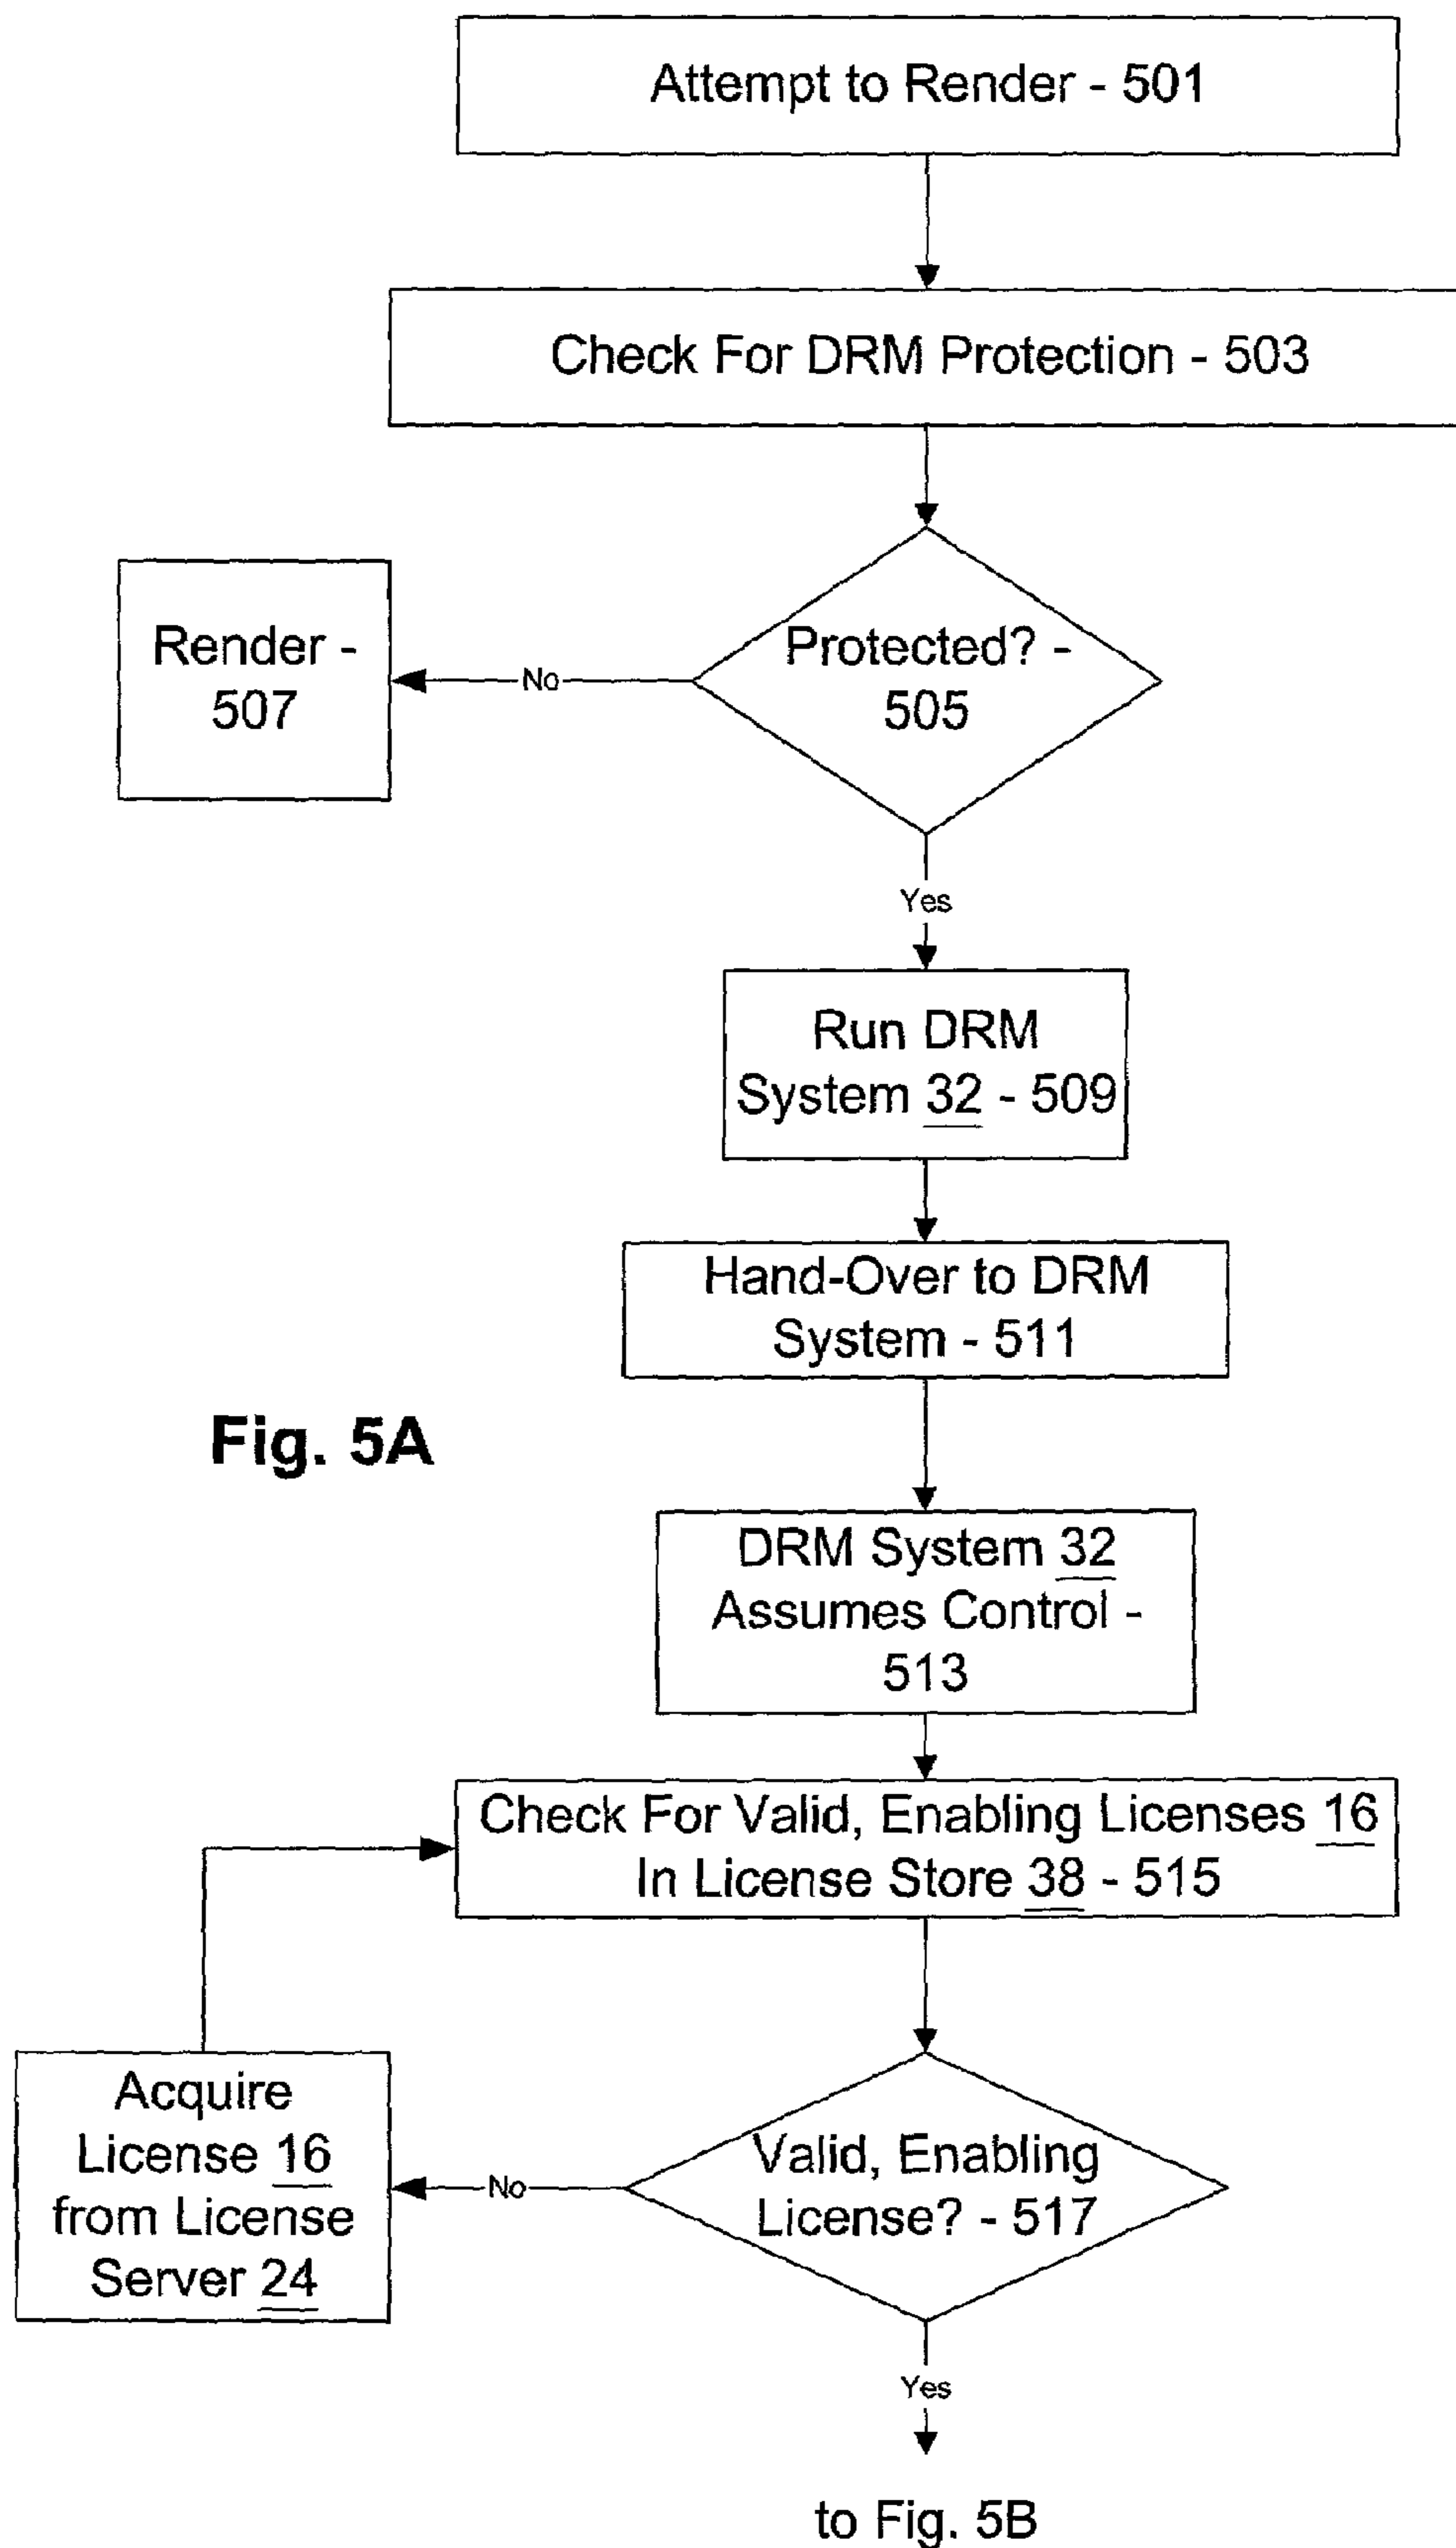 Attempt to Render - 501
Check For DRM Protection - 503
Protected? -
505
No
Render -
507
Yes
Run DRM
System 32 - 509
Hand-Over to DRM
System - 511
Fig. 5A
DRM System 32
Assumes Control -
513
Check For Valid, Enabling Licenses 16
In License Store 38 - 515
Valid, Enabling
License? - 517
No
Acquire
License 16
from License
Server 24
Yes
to Fig. 5B